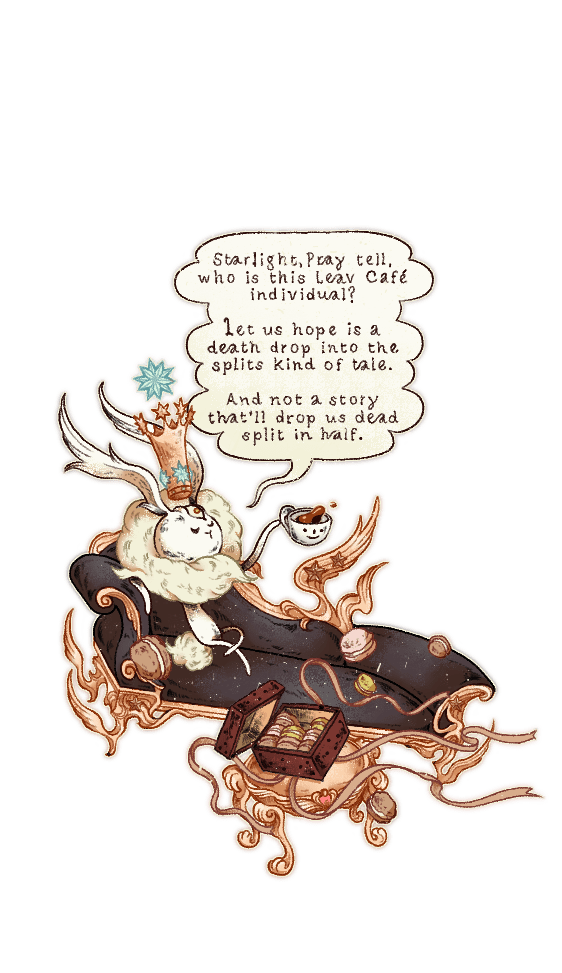 Starlight, Pray tell,
who is this Leav Café
individual?
Let us hope is a
death drop into the
splits kind of tale.
And not a story
that'll drop us dead
split in half.